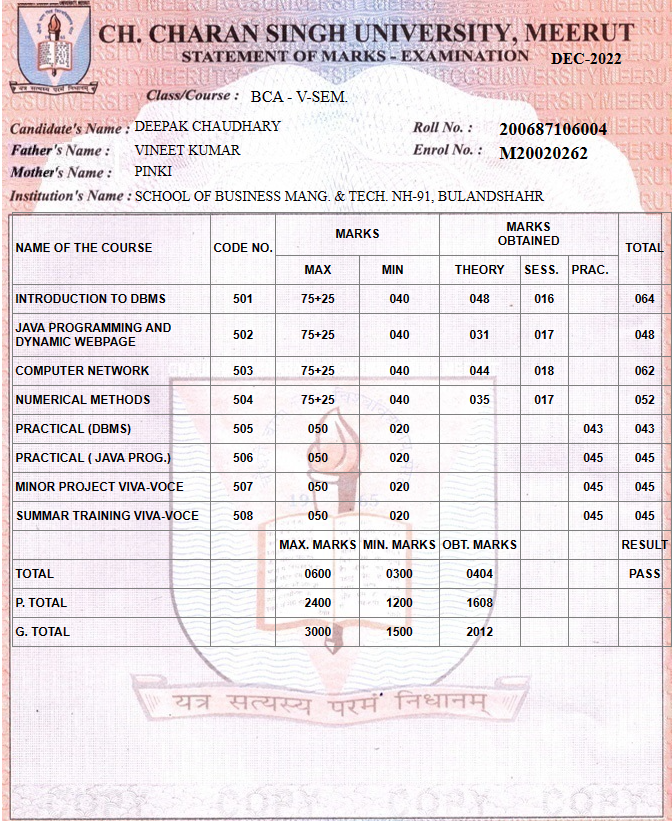 CH. CHARAN SINGH UNIVERSITY, MEERUT
STATEMENT OF MARKS - EXAMINATION DEC-2022
Class/Course : BCA - V-SEM.
Candidate's Name : DEEPAK CHAUDHARY Roll No. : 200687106004
Father's Name : VINEET KUMAR Enrol No. : M20020262
Mother's Name : PINKI
Institution's Name : SCHOOL OF BUSINESS MANG. & TECH. NH-91, BULANDSHAHR
NAME OF THE COURSE CODE NO. MARKS MARKS OBTAINED TOTAL
MAX MIN THEORY SESS. PRAC.
INTRODUCTION TO DBMS 501 75+25 040 048 016 064
JAVA PROGRAMMING AND DYNAMIC WEBPAGE 502 75+25 040 031 017 048
COMPUTER NETWORK 503 75+25 040 044 018 062
NUMERICAL METHODS 504 75+25 040 035 017 052
PRACTICAL (DBMS) 505 050 020 043 043
PRACTICAL ( JAVA PROG.) 506 050 020 045 045
MINOR PROJECT VIVA-VOCE 507 050 020 045 045
SUMMAR TRAINING VIVA-VOCE 508 050 020 045 045
MAX. MARKS MIN. MARKS OBT. MARKS RESULT
TOTAL 0600 0300 0404 PASS
P. TOTAL 2400 1200 1608
G. TOTAL 3000 1500 2012
यत्र सत्यस्य परमं निधानम्